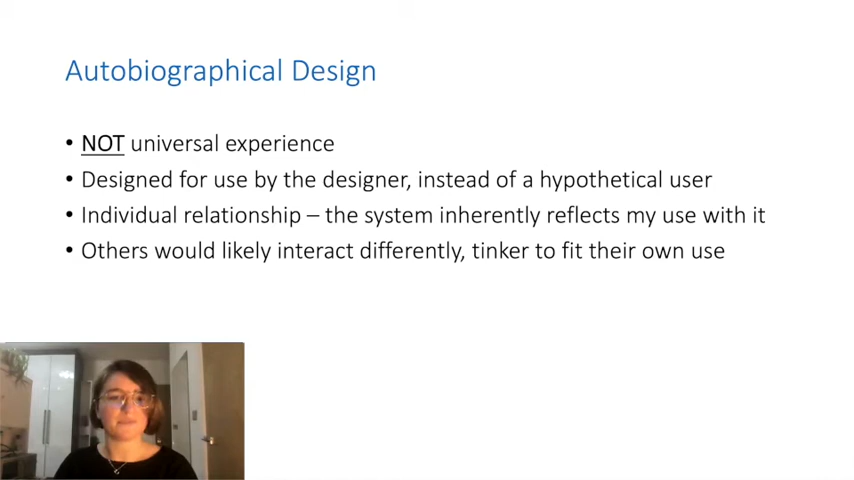 Autobiographical Design
• NOT universal experience
• Designed for use by the designer, instead of a hypothetical user
• Individual relationship – the system inherently reflects my use with it
• Others would likely interact differently, tinker to fit their own use